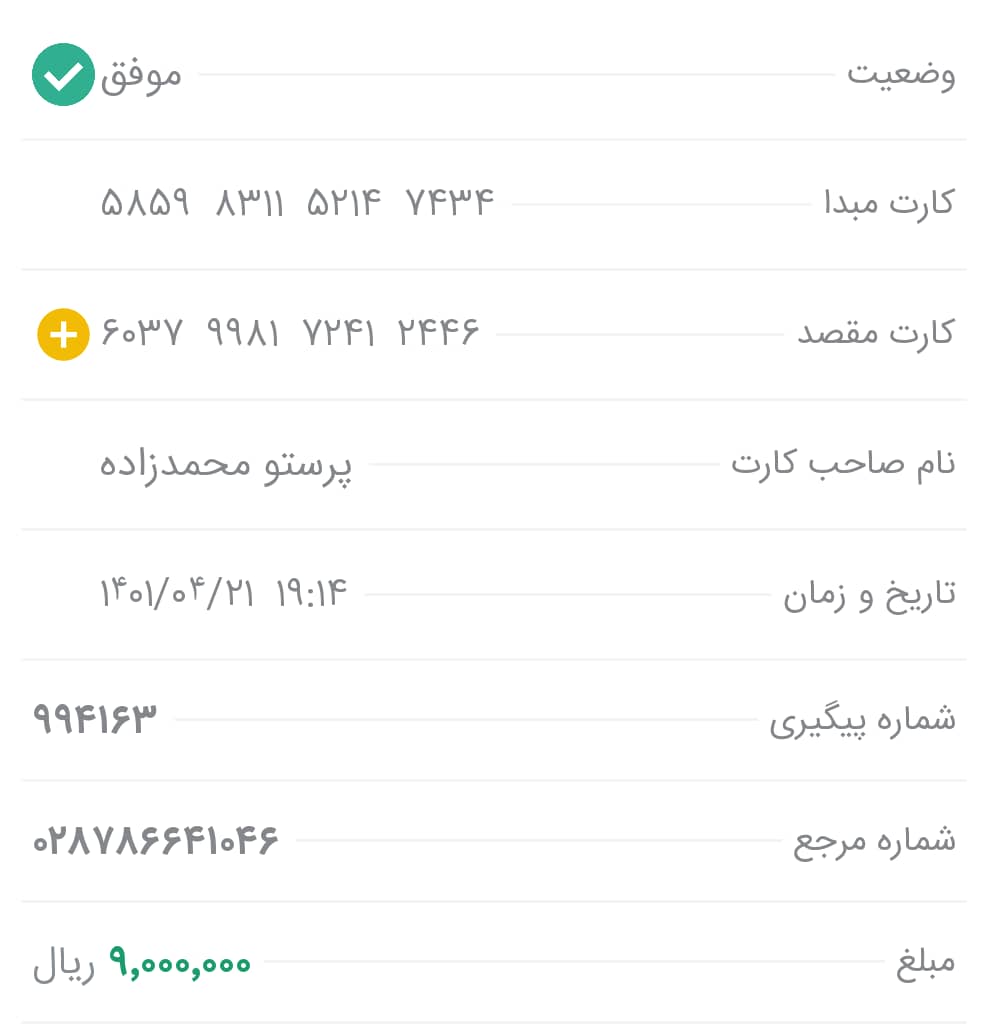 وضعیت موفق
کارت مبدا ۵۸۵۹ ۸۳۱۱ ۵۲۱۴ ۷۴۳۴
کارت مقصد ۶۰۳۷ ۹۹۸۱ ۷۲۴۱ ۲۴۴۶
نام صاحب کارت پرستو محمدزاده
تاریخ و زمان ۱۴۰۱/۰۴/۲۱ ۱۹:۱۴
شماره پیگیری ۹۹۴۱۶۳
شماره مرجع ۰۲۸۷۸۶۶۴۱۰۴۶
مبلغ ۹,۰۰۰,۰۰۰ ریال